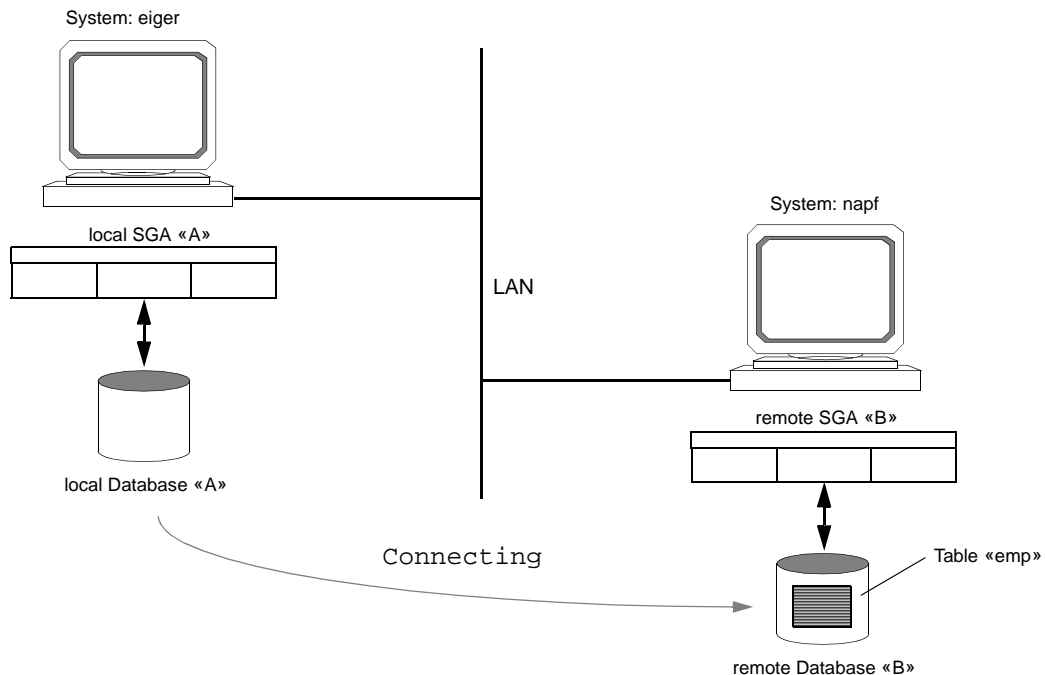 System: eiger
local SGA «A»
local Database «A»
LAN
System: napf
remote SGA «B»
Connecting
Table «emp»
remote Database «B»